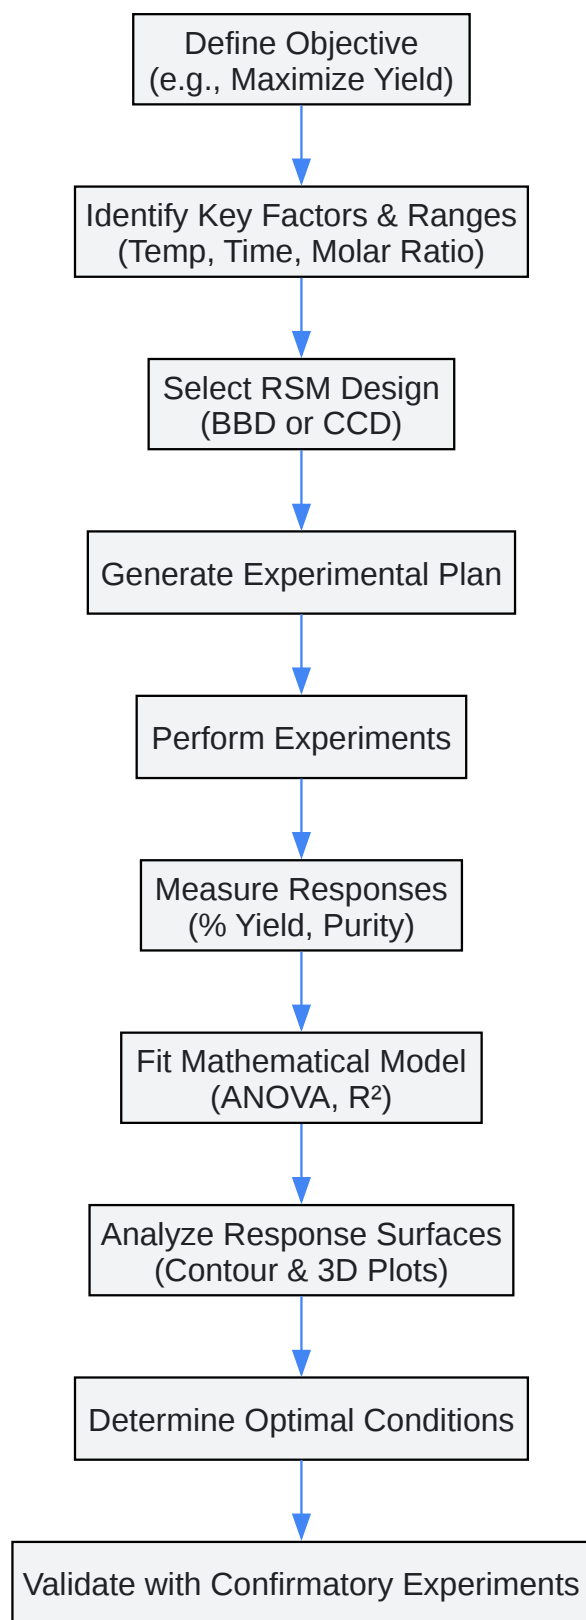 Define Objective
(e.g., Maximize Yield)
Identify Key Factors & Ranges
(Temp, Time, Molar Ratio)
Select RSM Design
(BBD or CCD)
Generate Experimental Plan
Perform Experiments
Measure Responses
(% Yield, Purity)
Fit Mathematical Model
(ANOVA, R²)
Analyze Response Surfaces
(Contour & 3D Plots)
Determine Optimal Conditions
Validate with Confirmatory Experiments